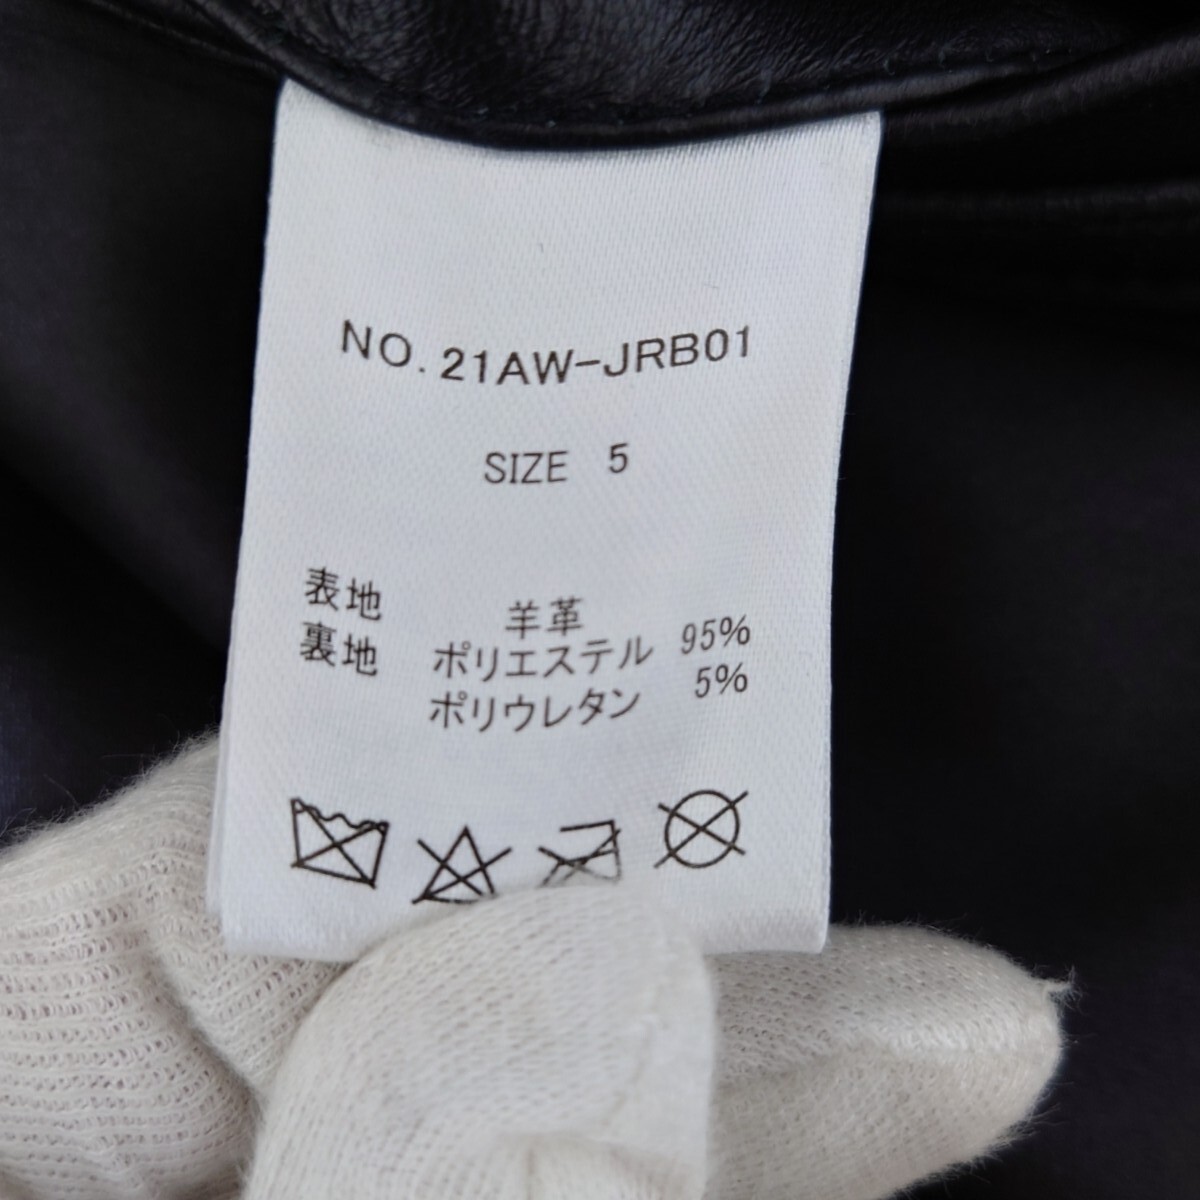 NO. 21AW-JRB01
SIZE 5
表地 羊革
裏地 ポリエステル 95%
ポリウレタン 5%